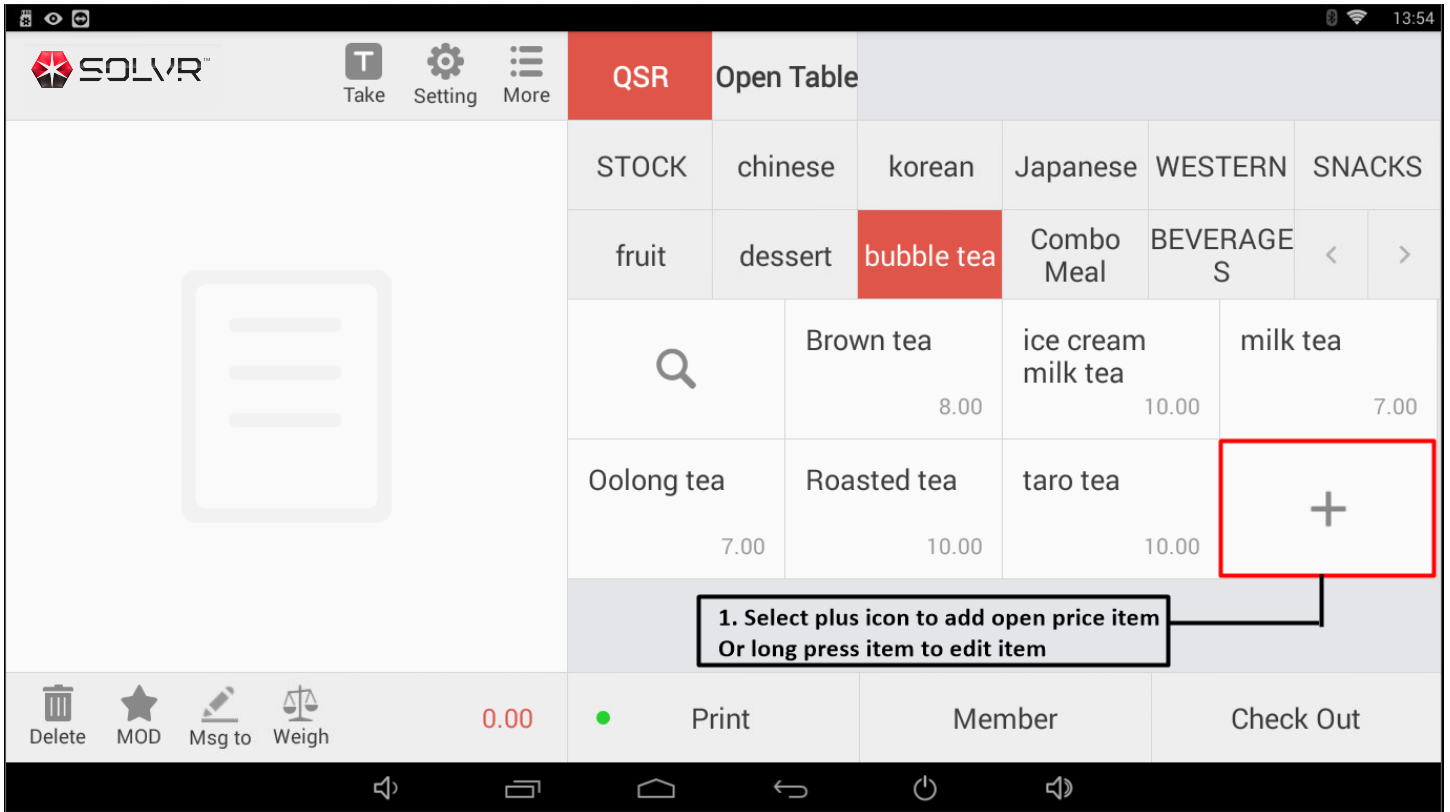 13:54
SOLVR™
T
Take
Setting
More
QSR
Open Table
STOCK
chinese
korean
Japanese
WESTERN
SNACKS
fruit
dessert
bubble tea
Combo
Meal
BEVERAGE
S
Brown tea
8.00
ice cream
milk tea
10.00
milk tea
7.00
Oolong tea
7.00
Roasted tea
10.00
taro tea
10.00
1. Select plus icon to add open price item
Or long press item to edit item
Delete
MOD
Msg to
Weigh
0.00
Print
Member
Check Out